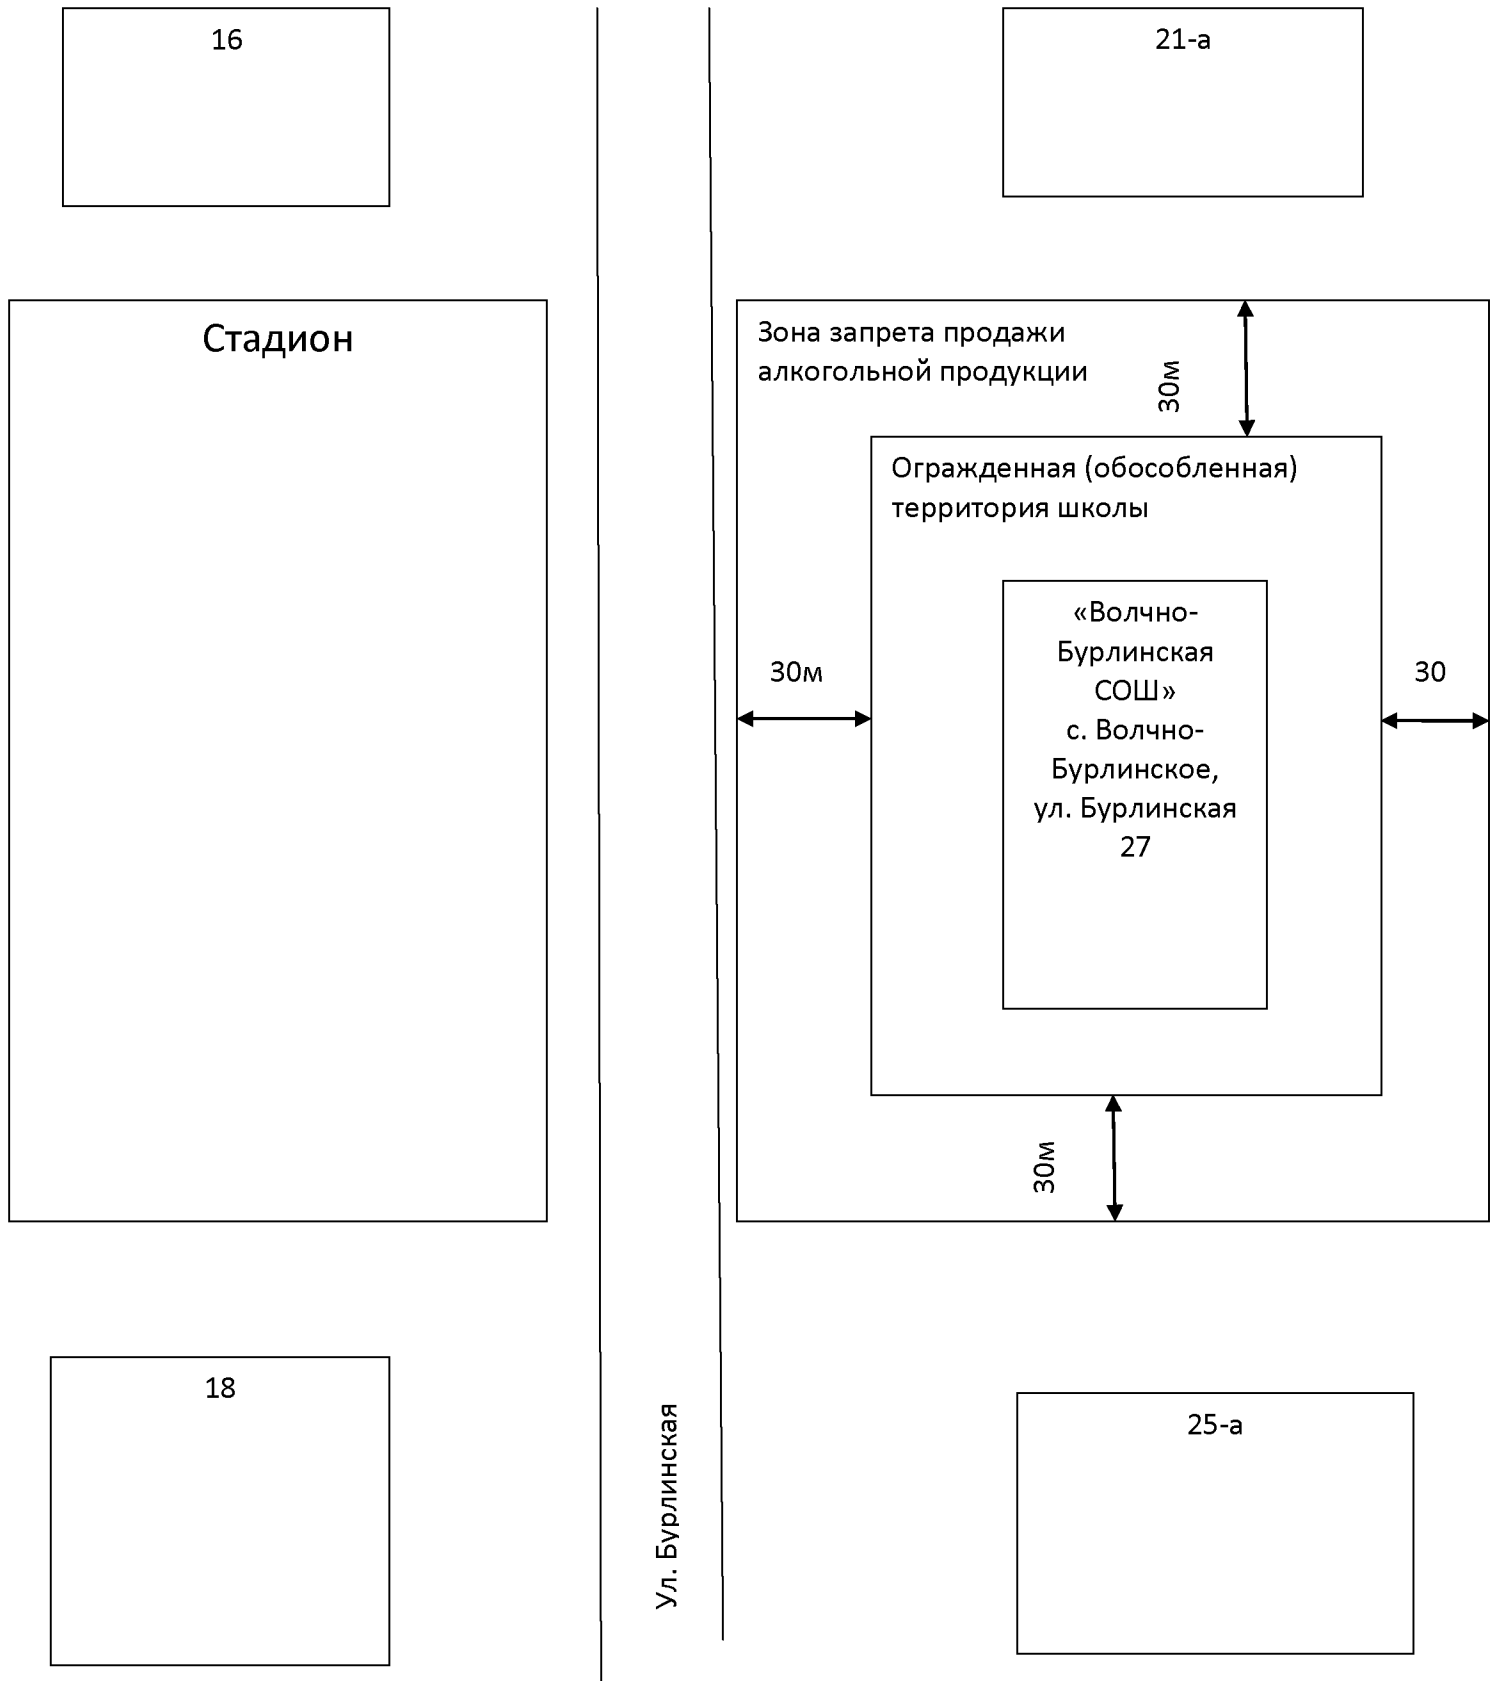 16
21-а
Стадион
Зона запрета продажи
алкогольной продукции
30м
Огражденная (обособленная)
территория школы
«Волчно-
Бурлинская
СОШ»
с. Волчно-
Бурлинское,
ул. Бурлинская
27
30м
30
30м
18
25-а
Ул. Бурлинская